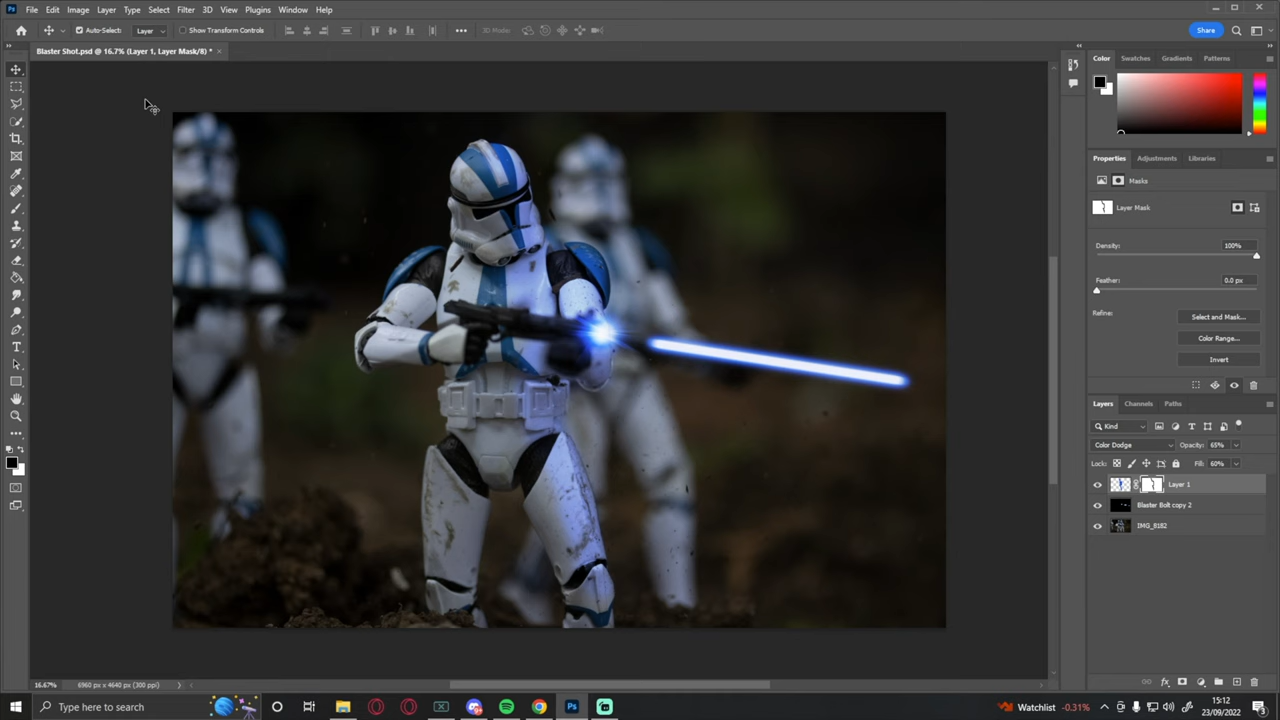 File Edit Image Layer Type Select Filter 3D View Plugins Window Help
Auto-Select: Layer Show Transform Controls 3D Mode: Share
Blaster Shot.psd @ 16.7% (Layer 1, Layer Mask/8) *
Color Swatches Gradients Patterns
Properties Adjustments Libraries
Masks
Layer Mask
Density: 100%
Feather: 0.0 px
Refine: Select and Mask...
Color Range...
Invert
Layers Channels Paths
Kind
Color Dodge Opacity: 65%
Lock: Fill: 60%
Layer 1
Blaster Bolt copy 2
IMG_8182
16.67% 6960 px x 4640 px (300 ppi)
Type here to search
Watchlist -0.31%
15:12
23/09/2022